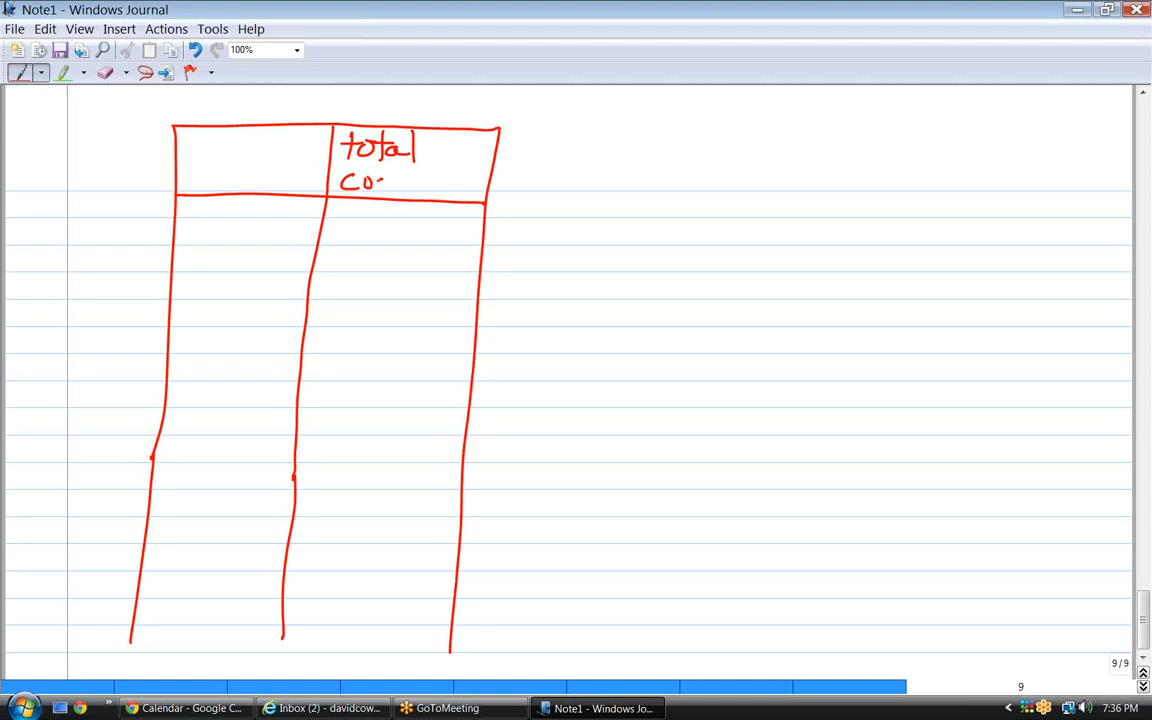 Note1 - Windows Journal
File Edit View Insert Actions Tools Help
100%
total
co
9 / 9
9
Calendar - Google C...
Inbox (2) - davidcow...
GoToMeeting
Note1 - Windows Jo...
7:36 PM